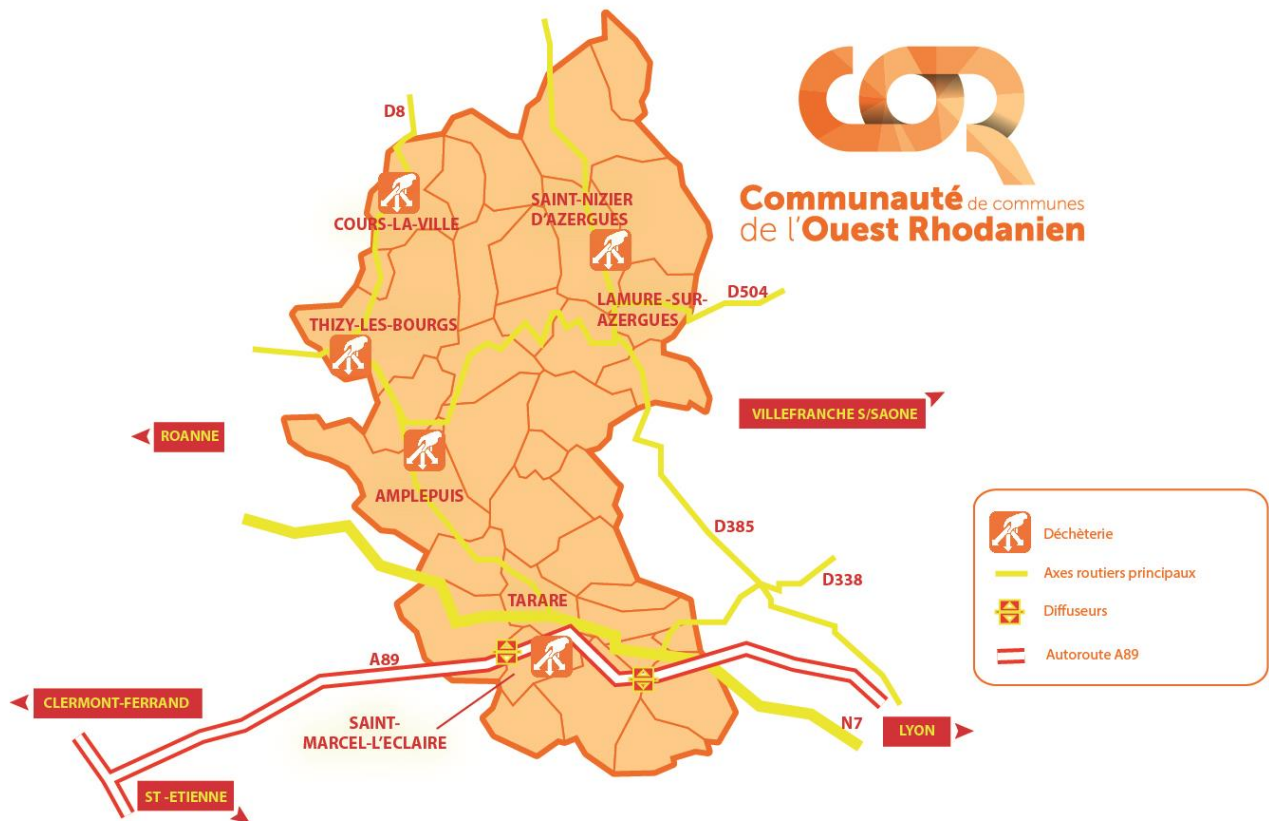 COR
Communauté de communes
de l'Ouest Rhodanien
D8
SAINT-NIZIER
D'AZERGUES
COURS-LA-VILLE
LAMURE -SUR-
AZERGUES
D504
THIZY-LES-BOURGS
VILLEFRANCHE S/SAONE
ROANNE
AMPLEPUIS
D385
D338
TARARE
A89
CLERMONT-FERRAND
SAINT-
MARCEL-L'ECLAIRE
N7
LYON
ST -ETIENNE
Déchèterie
Axes routiers principaux
Diffuseurs
Autoroute A89